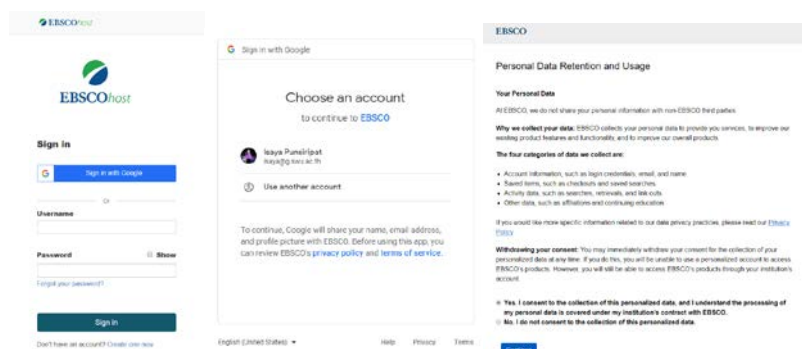 EBSCOhost
EBSCOhost
Sign in
G Sign in with Google
Or
Username
Password Show
Forgot your password?
Sign in
Don't have an account? Create one now
G Sign in with Google
Choose an account
to continue to EBSCO
Isaya Punsiripat
Use another account
To continue, Google will share your name, email address,
and profile picture with EBSCO. Before using this app, you
can review EBSCO's privacy policy and terms of service.
English (United States) Help Privacy Terms
EBSCO
Personal Data Retention and Usage
Your Personal Data
At EBSCO, we do not share your personal information with non-EBSCO third parties
Why we collect your data: EBSCO collects your personal data to provide you services, to improve our
existing product features and functionality, and to improve our overall products
The four categories of data we collect are:
• Account information, such as login credentials, email, and name.
• Saved items, such as checkouts and saved searches.
• Activity data, such as searches, retrievals, and link outs.
• Other data, such as affiliations and continuing education.
If you would like more specific information related to our data privacy practices, please read our Privacy
Policy
Withdrawing your consent: You may immediately withdraw your consent for the collection of your
personalized data at any time. If you do this, you will be unable to use a personalized account to access
EBSCO's products. However, you will still be able to access EBSCO's products through your institution's
account.
Yes. I consent to the collection of this personalized data, and I understand the processing of
my personal data is covered under my institution's contract with EBSCO.
No. I do not consent to the collection of this personalized data.